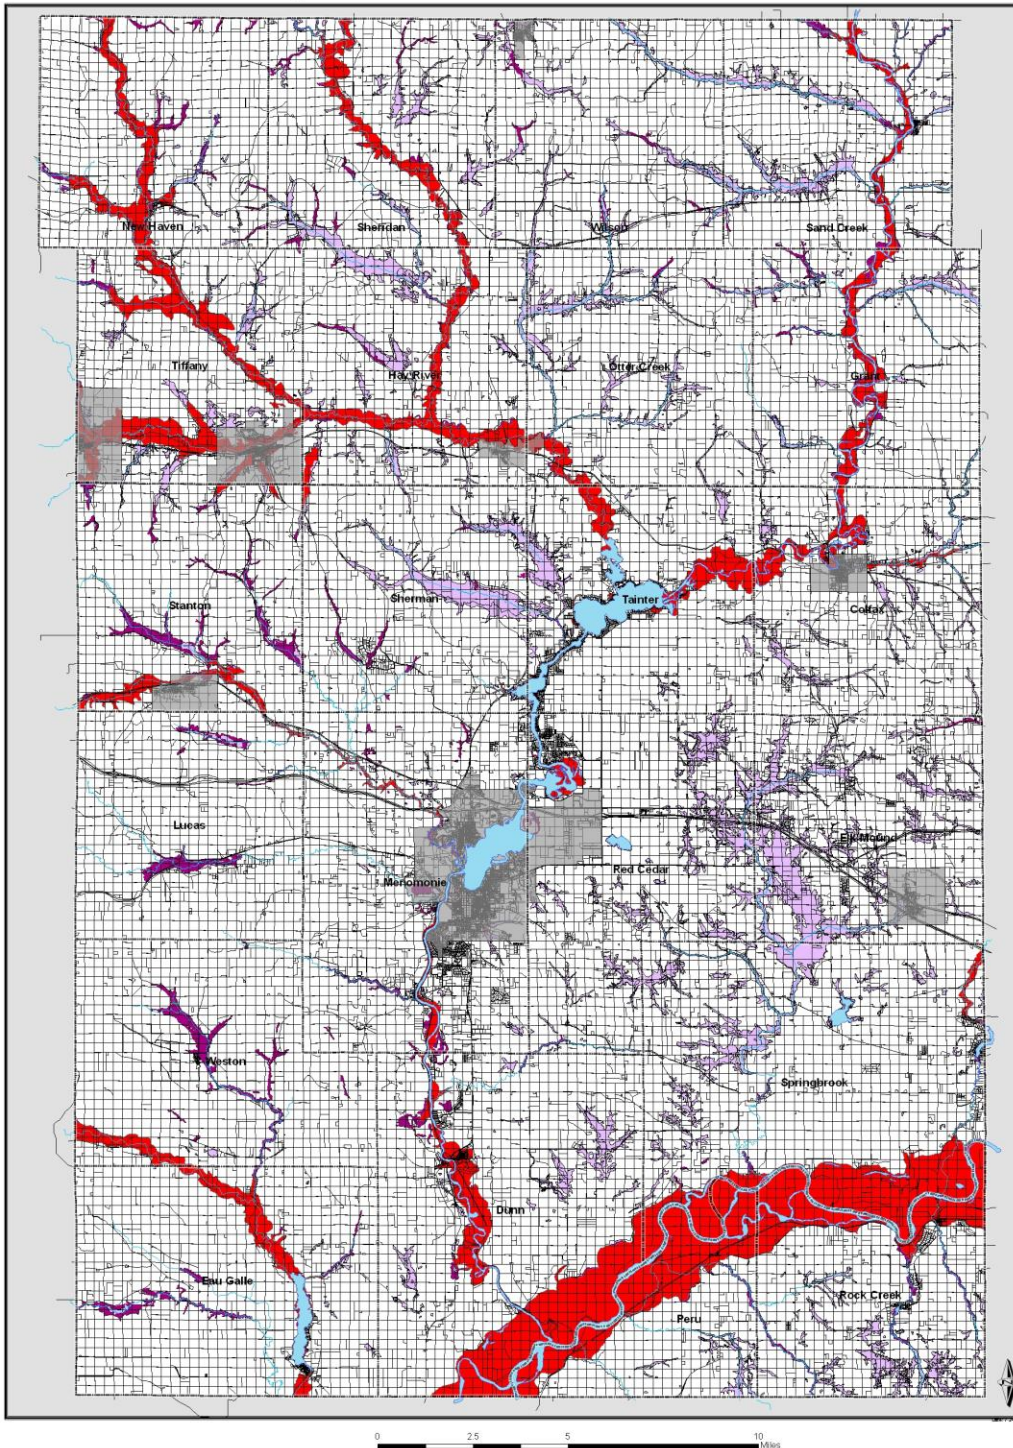 New Haven
Sheridan
Wilson
Sand Creek
Tiffany
Hay River
Otter Creek
Grant
Stanton
Sherman
Tainter
Colfax
Lucas
Elk Mound
Menomonie
Red Cedar
Weston
Springbrook
Dunn
Eau Galle
Rock Creek
Peru
0 2.5 5 10
Miles